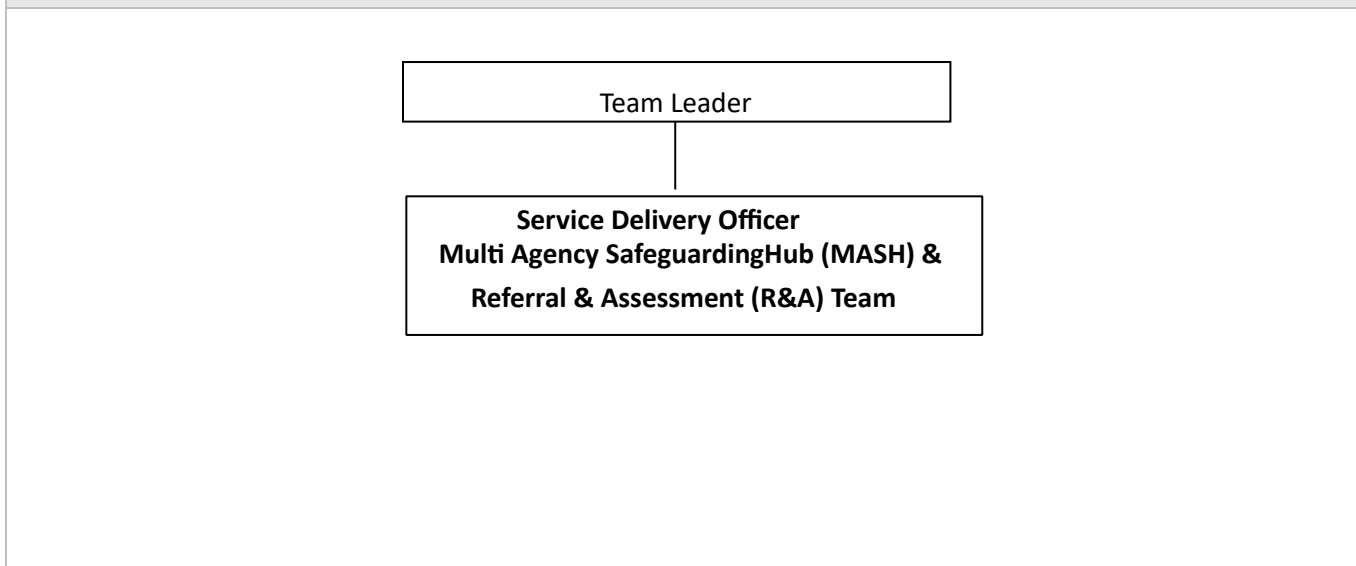 Team Leader
Service Delivery Officer
Multi Agency SafeguardingHub (MASH) &
Referral & Assessment (R&A) Team